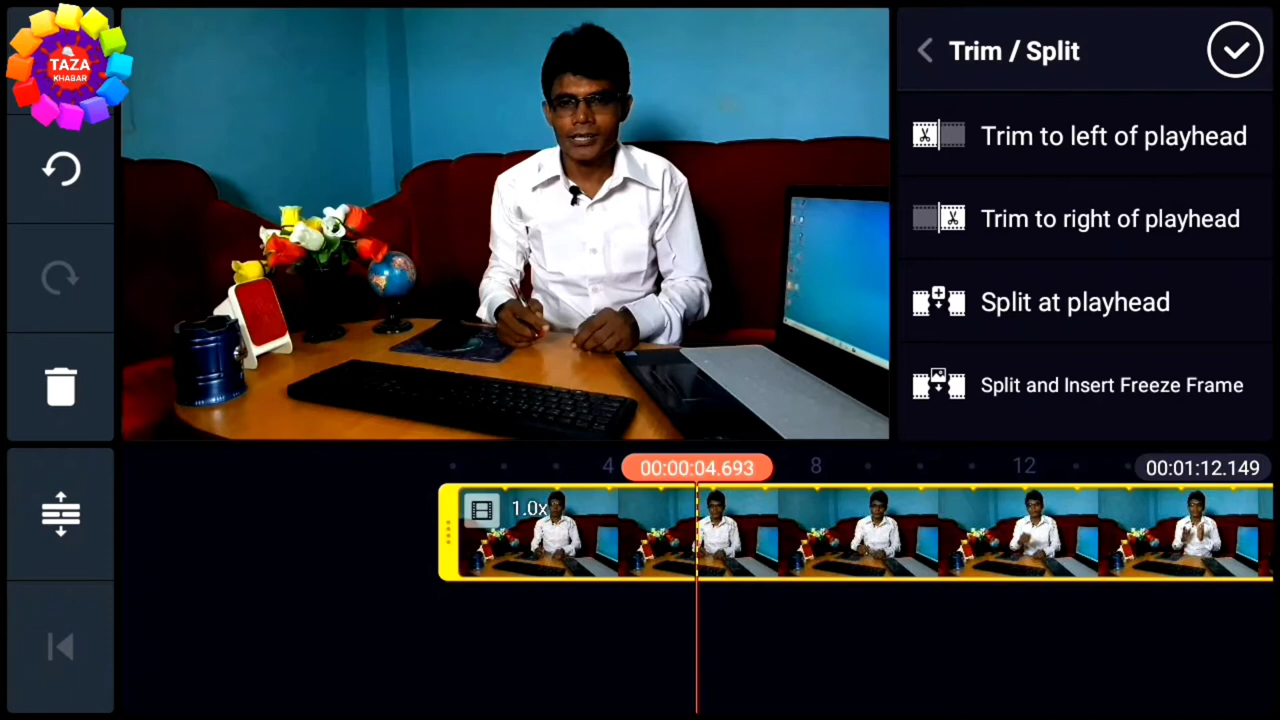 TAZA
KHABAR
Trim / Split
Trim to left of playhead
Trim to right of playhead
Split at playhead
Split and Insert Freeze Frame
4
00:00:04.693
8
12
00:01:12.149
1.0x